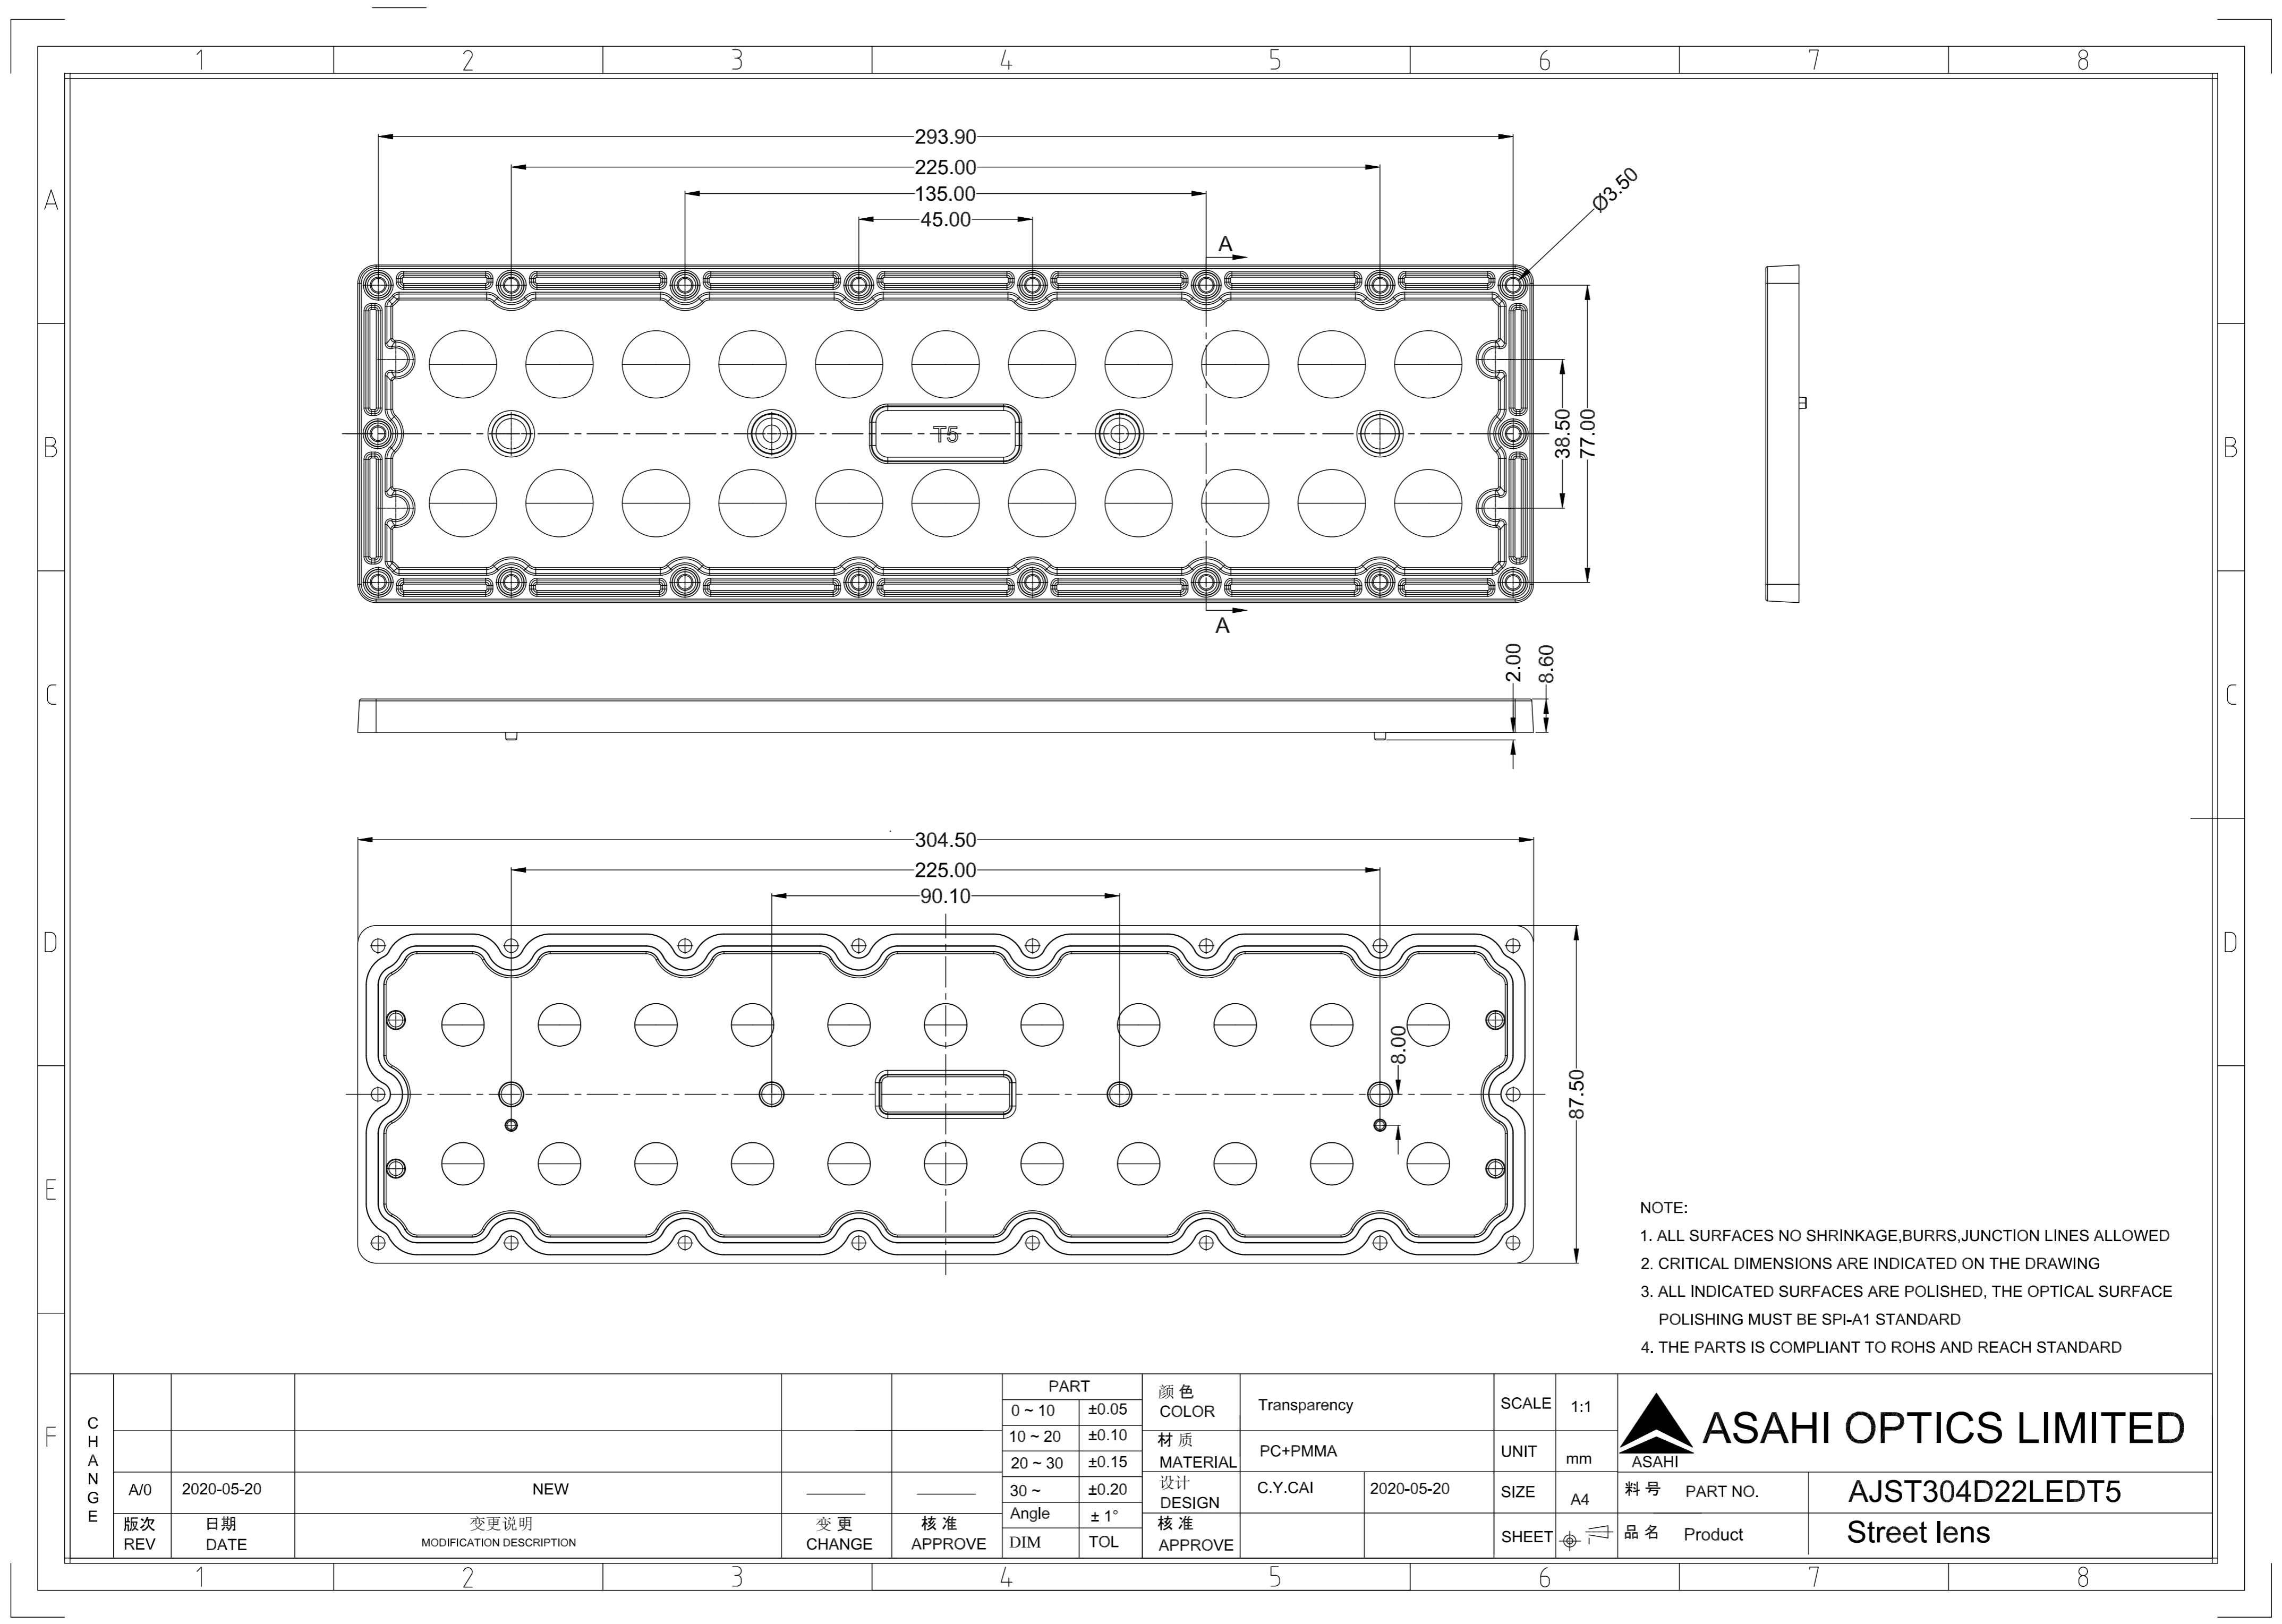 1 2 3 4 5 6 7 8
A
B
C
D
E
F
B
C
D
293.90
225.00
135.00
45.00
Ø3.50
A
T5
38.50
77.00
A
2.00
8.60
304.50
225.00
90.10
8.00
87.50
NOTE:
1. ALL SURFACES NO SHRINKAGE,BURRS,JUNCTION LINES ALLOWED
2. CRITICAL DIMENSIONS ARE INDICATED ON THE DRAWING
3. ALL INDICATED SURFACES ARE POLISHED, THE OPTICAL SURFACE
POLISHING MUST BE SPI-A1 STANDARD
4. THE PARTS IS COMPLIANT TO ROHS AND REACH STANDARD
CHANGE
A/0 2020-05-20 NEW
版次 日期 变更说明 变更 核准
REV DATE MODIFICATION DESCRIPTION CHANGE APPROVE
PART
0 ~ 10 ±0.05
10 ~ 20 ±0.10
20 ~ 30 ±0.15
30 ~ ±0.20
Angle ± 1°
DIM TOL
颜色
COLOR Transparency
材质
MATERIAL PC+PMMA
设计
DESIGN C.Y.CAI 2020-05-20
核准
APPROVE
SCALE 1:1
UNIT mm
SIZE A4
SHEET
ASAHI
ASAHI OPTICS LIMITED
料号 PART NO. AJST304D22LEDT5
品名 Product Street lens
1 2 3 4 5 6 7 8